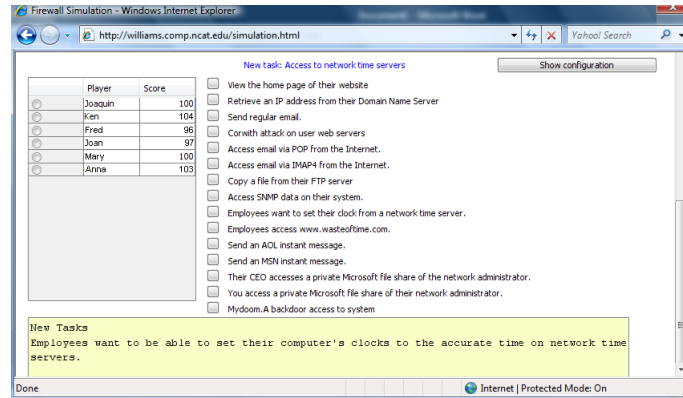 Firewall Simulation - Windows Internet Explorer
http://williams.comp.ncat.edu/simulation.html
Yahoo! Search
New task: Access to network time servers
Show configuration
Player Score
Joaquin 100
Ken 104
Fred 96
Joan 97
Mary 100
Anna 103
View the home page of their website
Retrieve an IP address from their Domain Name Server
Send regular email.
Corwith attack on user web servers
Access email via POP from the Internet.
Access email via IMAP4 from the Internet.
Copy a file from their FTP server
Access SNMP data on their system.
Employees want to set their clock from a network time server.
Employees access www.wasteoftime.com.
Send an AOL instant message.
Send an MSN instant message.
Their CEO accesses a private Microsoft file share of the network administrator.
You access a private Microsoft file share of their network administrator.
Mydoom.A backdoor access to system
New Tasks
Employees want to be able to set their computer's clocks to the accurate time on network time
servers.
Done
Internet | Protected Mode: On